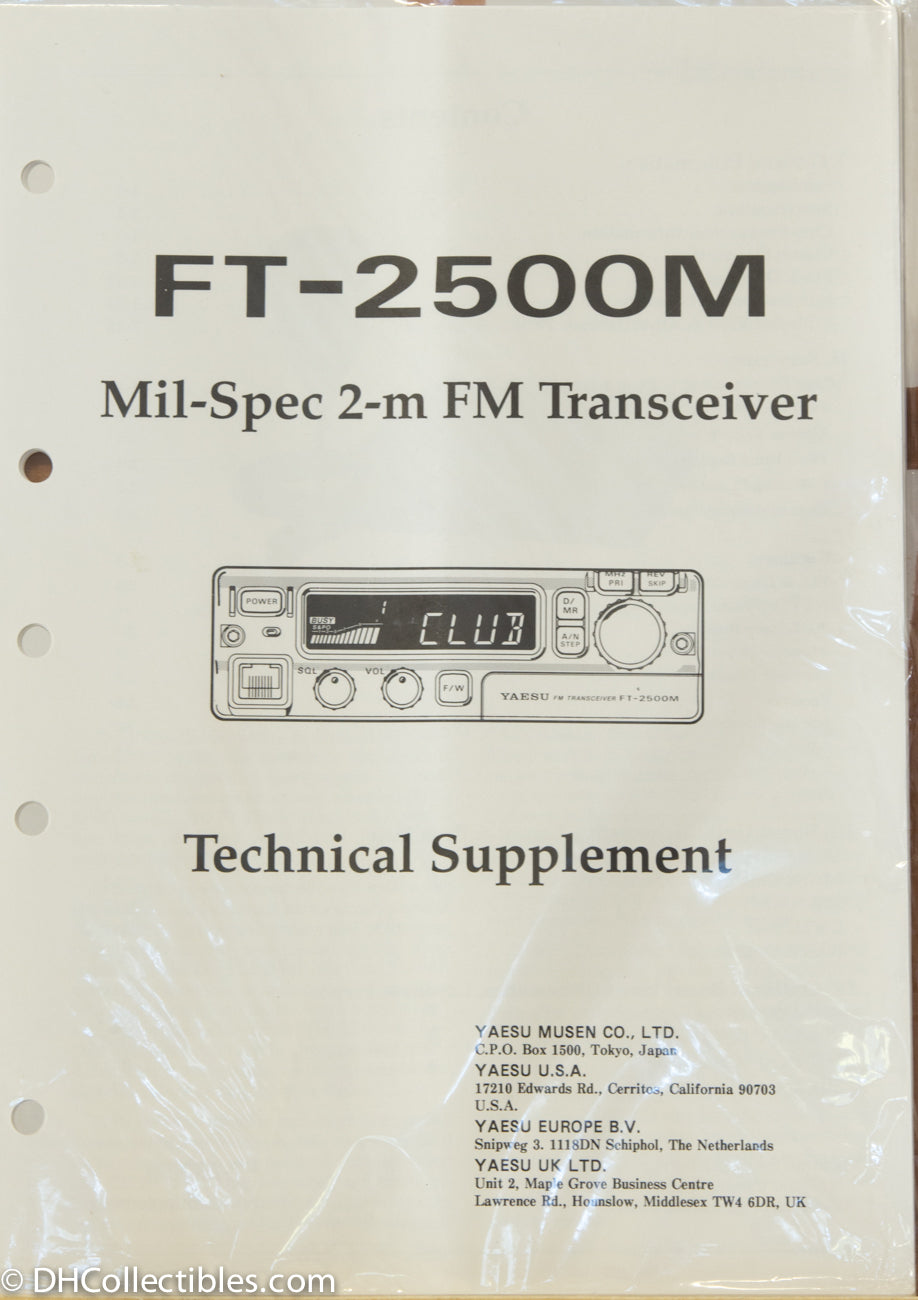 FT-2500M
Mil-Spec 2-m FM Transceiver
POWER
1
BUSY
S&PO
CLUB
D/
MR
A/N
STEP
MHz
PRI
REV
SKIP
SQL
VOL
F/W
YAESU FM TRANSCEIVER FT-2500M
Technical Supplement
YAESU MUSEN CO., LTD.
C.P.O. Box 1500, Tokyo, Japan
YAESU U.S.A.
17210 Edwards Rd., Cerritos, California 90703
U.S.A.
YAESU EUROPE B.V.
Snipweg 3. 1118DN Schiphol, The Netherlands
YAESU UK LTD.
Unit 2, Maple Grove Business Centre
Lawrence Rd., Hounslow, Middlesex TW4 6DR, UK
© DHCollectibles.com